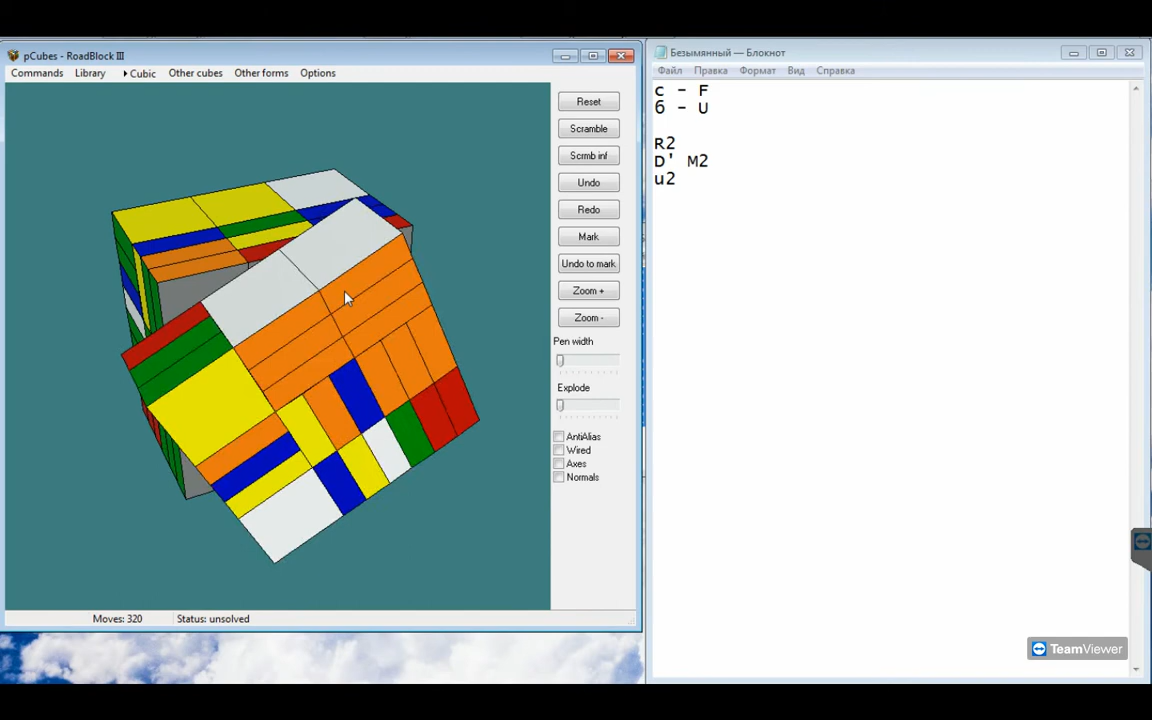 pCubes - RoadBlock III
Commands Library Cubic Other cubes Other forms Options
Reset
Scramble
Scrmb inf
Undo
Redo
Mark
Undo to mark
Zoom +
Zoom -
Pen width
Explode
AntiAlias
Wired
Axes
Normals
Moves: 320 Status: unsolved
Безымянный — Блокнот
Файл Правка Формат Вид Справка
с - F
б - U
R2
D' M2
u2
TeamViewer